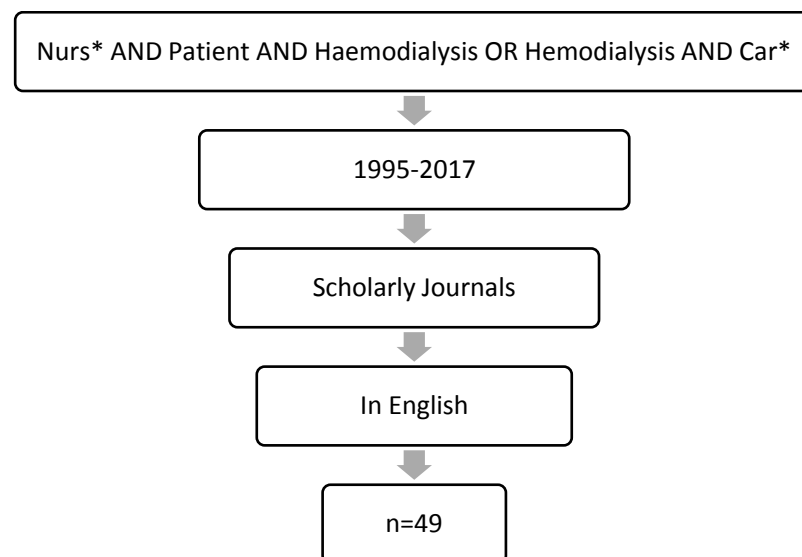 Nurs* AND Patient AND Haemodialysis OR Hemodialysis AND Car*
1995-2017
Scholarly Journals
In English
n=49